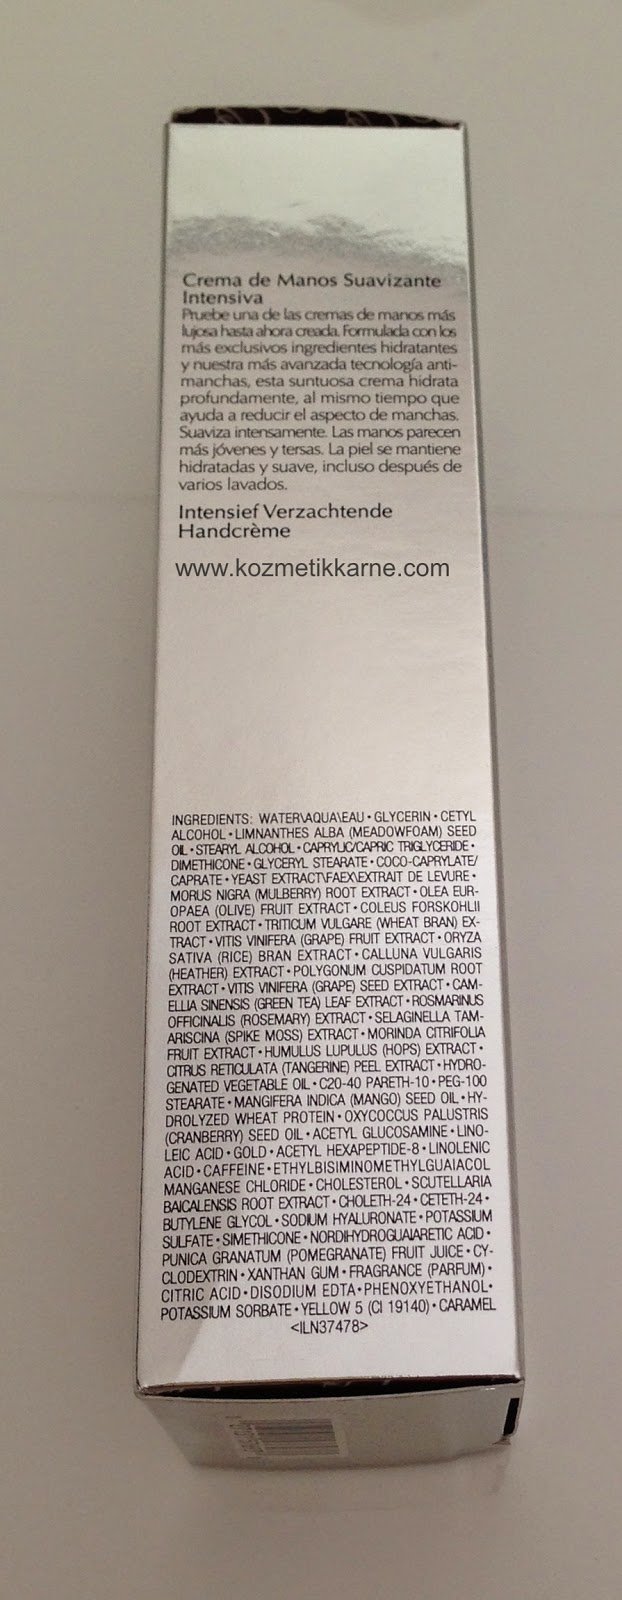 Crema de Manos Suavizante
Intensiva
Pruebe una de las cremas de manos más
lujosa hasta ahora creada. Formulada con los
más exclusivos ingredientes hidratantes
y nuestra más avanzada tecnología anti-
manchas, esta suntuosa crema hidrata
profundamente, al mismo tiempo que
ayuda a reducir el aspecto de manchas.
Suaviza intensamente. Las manos parecen
más jóvenes y tersas. La piel se mantiene
hidratadas y suave, incluso después de
varios lavados.
Intensief Verzachtende
Handcrème
www.kozmetikkarne.com
INGREDIENTS: WATER\AQUA\EAU • GLYCERIN • CETYL
ALCOHOL • LIMNANTHES ALBA (MEADOWFOAM) SEED
OIL • STEARYL ALCOHOL • CAPRYLIC/CAPRIC TRIGLYCERIDE •
DIMETHICONE • GLYCERYL STEARATE • COCO-CAPRYLATE/
CAPRATE • YEAST EXTRACT\FAEX\EXTRAIT DE LEVURE •
MORUS NIGRA (MULBERRY) ROOT EXTRACT • OLEA EUR-
OPAEA (OLIVE) FRUIT EXTRACT • COLEUS FORSKOHLII
ROOT EXTRACT • TRITICUM VULGARE (WHEAT BRAN) EX-
TRACT • VITIS VINIFERA (GRAPE) FRUIT EXTRACT • ORYZA
SATIVA (RICE) BRAN EXTRACT • CALLUNA VULGARIS
(HEATHER) EXTRACT • POLYGONUM CUSPIDATUM ROOT
EXTRACT • VITIS VINIFERA (GRAPE) SEED EXTRACT • CAM-
ELLIA SINENSIS (GREEN TEA) LEAF EXTRACT • ROSMARINUS
OFFICINALIS (ROSEMARY) EXTRACT • SELAGINELLA TAM-
ARISCINA (SPIKE MOSS) EXTRACT • MORINDA CITRIFOLIA
FRUIT EXTRACT • HUMULUS LUPULUS (HOPS) EXTRACT •
CITRUS RETICULATA (TANGERINE) PEEL EXTRACT • HYDRO-
GENATED VEGETABLE OIL • C20-40 PARETH-10 • PEG-100
STEARATE • MANGIFERA INDICA (MANGO) SEED OIL • HY-
DROLYZED WHEAT PROTEIN • OXYCOCCUS PALUSTRIS
(CRANBERRY) SEED OIL • ACETYL GLUCOSAMINE • LINO-
LEIC ACID • GOLD • ACETYL HEXAPEPTIDE-8 • LINOLENIC
ACID • CAFFEINE • ETHYLBISIMINOMETHYLGUAIACOL
MANGANESE CHLORIDE • CHOLESTEROL • SCUTELLARIA
BAICALENSIS ROOT EXTRACT • CHOLETH-24 • CETETH-24 •
BUTYLENE GLYCOL • SODIUM HYALURONATE • POTASSIUM
SULFATE • SIMETHICONE • NORDIHYDROGUAIARETIC ACID •
PUNICA GRANATUM (POMEGRANATE) FRUIT JUICE • CY-
CLODEXTRIN • XANTHAN GUM • FRAGRANCE (PARFUM) •
CITRIC ACID • DISODIUM EDTA • PHENOXYETHANOL •
POTASSIUM SORBATE • YELLOW 5 (CI 19140) • CARAMEL
<ILN37478>